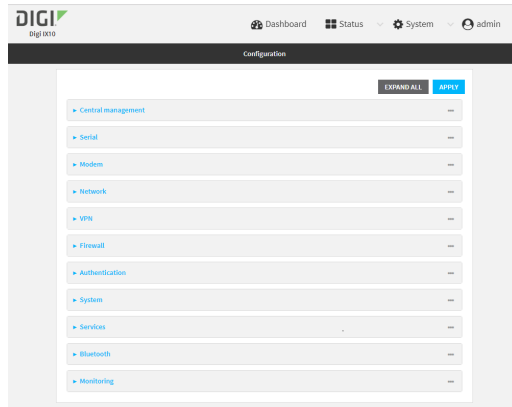 DIGI
Digi IX10
Dashboard Status System admin
Configuration
EXPAND ALL APPLY
Central management
Serial
Modem
Network
VPN
Firewall
Authentication
System
Services
Bluetooth
Monitoring